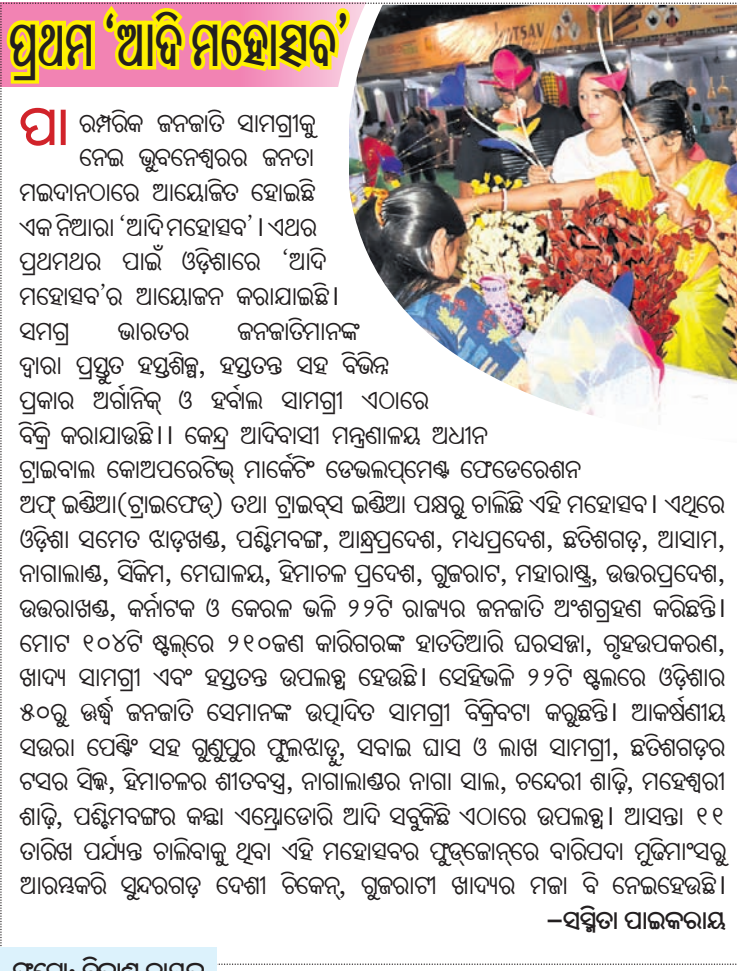 ପ୍ରଥମ ‘ଆଦି ମହୋତ୍ସବ’
ପାରମ୍ପରିକ ଜନଜାତି ସାମଗ୍ରୀକୁ
ନେଇ ଭୁବନେଶ୍ୱରର ଜନତା
ମଇଦାନଠାରେ ଆୟୋଜିତ ହୋଇଛି
ଏକ ନିଆରା ‘ଆଦି ମହୋତ୍ସବ’ । ଏଥର
ପ୍ରଥମଥର ପାଇଁ ଓଡ଼ିଶାରେ ‘ଆଦି
ମହୋତ୍ସବ’ର ଆୟୋଜନ କରାଯାଇଛି।
ସମଗ୍ର ଭାରତର ଜନଜାତିମାନଙ୍କ
ଦ୍ୱାରା ପ୍ରସ୍ତୁତ ହସ୍ତଶିଳ୍ପ, ହସ୍ତତନ୍ତ ସହ ବିଭିନ୍ନ
ପ୍ରକାର ଅର୍ଗାନିକ୍ ଓ ହର୍ବାଲ ସାମଗ୍ରୀ ଏଠାରେ
ବିକ୍ରି କରାଯାଉଛି।। କେନ୍ଦ୍ର ଆଦିବାସୀ ମନ୍ତ୍ରଣାଳୟ ଅଧୀନ
ଟ୍ରାଇବାଲ କୋଅପରେଟିଭ୍ ମାର୍କେଟିଂ ଡେଭଲପ୍‌ମେଣ୍ଟ ଫେଡେରେଶନ
ଅଫ୍ ଇଣ୍ଡିଆ(ଟ୍ରାଇଫେଡ୍) ତଥା ଟ୍ରାଇବ୍‌ସ ଇଣ୍ଡିଆ ପକ୍ଷରୁ ଚାଲିଛି ଏହି ମହୋତ୍ସବ । ଏଥିରେ
ଓଡ଼ିଶା ସମେତ ଝାଡ଼ଖଣ୍ଡ, ପଶ୍ଚିମବଙ୍ଗ, ଆନ୍ଧ୍ରପ୍ରଦେଶ, ମଧ୍ୟପ୍ରଦେଶ, ଛତିଶଗଡ଼, ଆସାମ,
ନାଗାଲାଣ୍ଡ, ସିକିମ, ମେଘାଳୟ, ହିମାଚଳ ପ୍ରଦେଶ, ଗୁଜରାଟ, ମହାରାଷ୍ଟ୍ର, ଉତ୍ତରପ୍ରଦେଶ,
ଉତ୍ତରାଖଣ୍ଡ, କର୍ନାଟକ ଓ କେରଳ ଭଳି ୨୨ଟି ରାଜ୍ୟର ଜନଜାତି ଅଂଶଗ୍ରହଣ କରିଛନ୍ତି।
ମୋଟ ୧୦୪ଟି ଷ୍ଟଲ୍‌ରେ ୨୧୦ଜଣ କାରିଗରଙ୍କ ହାତତିଆରି ଘରସଜା, ଗୃହଉପକରଣ,
ଖାଦ୍ୟ ସାମଗ୍ରୀ ଏବଂ ହସ୍ତତନ୍ତ ଉପଲବ୍ଧ ହେଉଛି। ସେହିଭଳି ୨୨ଟି ଷ୍ଟଲରେ ଓଡ଼ିଶାର
୫୦ରୁ ଊର୍ଦ୍ଧ୍ୱ ଜନଜାତି ସେମାନଙ୍କ ଉତ୍ପାଦିତ ସାମଗ୍ରୀ ବିକ୍ରିବଟା କରୁଛନ୍ତି। ଆକର୍ଷଣୀୟ
ସଉରା ପେଣ୍ଟିଂ ସହ ଗୁଣୁପୁର ଫୁଲଝାଡ଼ୁ, ସବାଇ ଘାସ ଓ ଲାଖ ସାମଗ୍ରୀ, ଛତିଶଗଡ଼ର
ଟସର ସିଲ୍କ, ହିମାଚଳର ଶୀତବସ୍ତ୍ର, ନାଗାଲାଣ୍ଡର ନାଗା ସାଲ, ଚନ୍ଦେରୀ ଶାଢ଼ି, ମହେଶ୍ୱରୀ
ଶାଢ଼ି, ପଶ୍ଚିମବଙ୍ଗର କନ୍ଥା ଏମ୍ବ୍ରୋଡୋରି ଆଦି ସବୁକିଛି ଏଠାରେ ଉପଲବ୍ଧ। ଆସନ୍ତା ୧୧
ତାରିଖ ପର୍ଯ୍ୟନ୍ତ ଚାଲିବାକୁ ଥିବା ଏହି ମହୋତ୍ସବର ଫୁଡ୍‌ଜୋନ୍‌ରେ ବାରିପଦା ମୁଢିମାଂସରୁ
ଆରମ୍ଭକରି ସୁନ୍ଦରଗଡ଼ ଦେଶୀ ଚିକେନ୍, ଗୁଜରାଟୀ ଖାଦ୍ୟର ମଜା ବି ନେଇହେଉଛି।
–ସସ୍ମିତା ପାଇକରାୟ